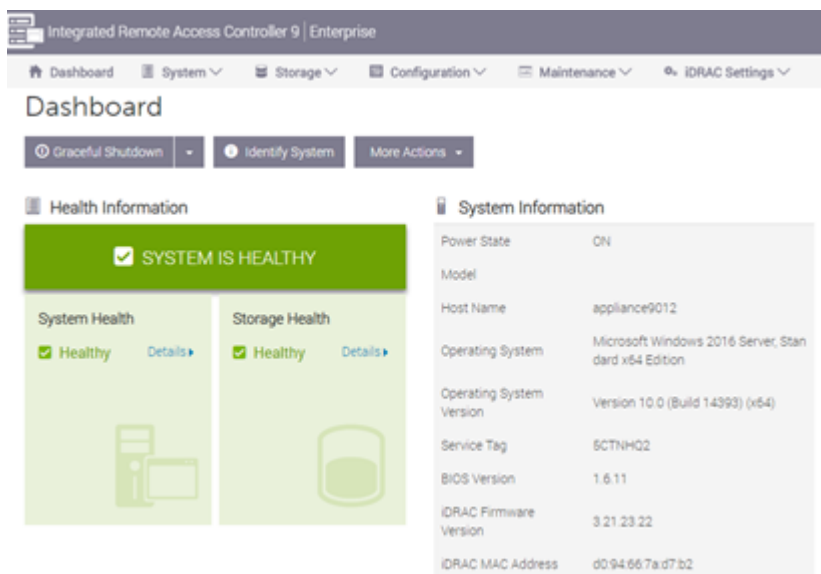 Integrated Remote Access Controller 9 | Enterprise
Dashboard System Storage Configuration Maintenance iDRAC Settings
Dashboard
Graceful Shutdown Identify System More Actions
Health Information
SYSTEM IS HEALTHY
System Health
Healthy Details
Storage Health
Healthy Details
System Information
Power State ON
Model
Host Name appliance9012
Operating System Microsoft Windows 2016 Server, Stan
dard x64 Edition
Operating System
Version Version 10.0 (Build 14393) (x64)
Service Tag 5CTNHQ2
BIOS Version 1.6.11
iDRAC Firmware
Version 3.21.23.22
iDRAC MAC Address d0:94:66:7a:d7:b2